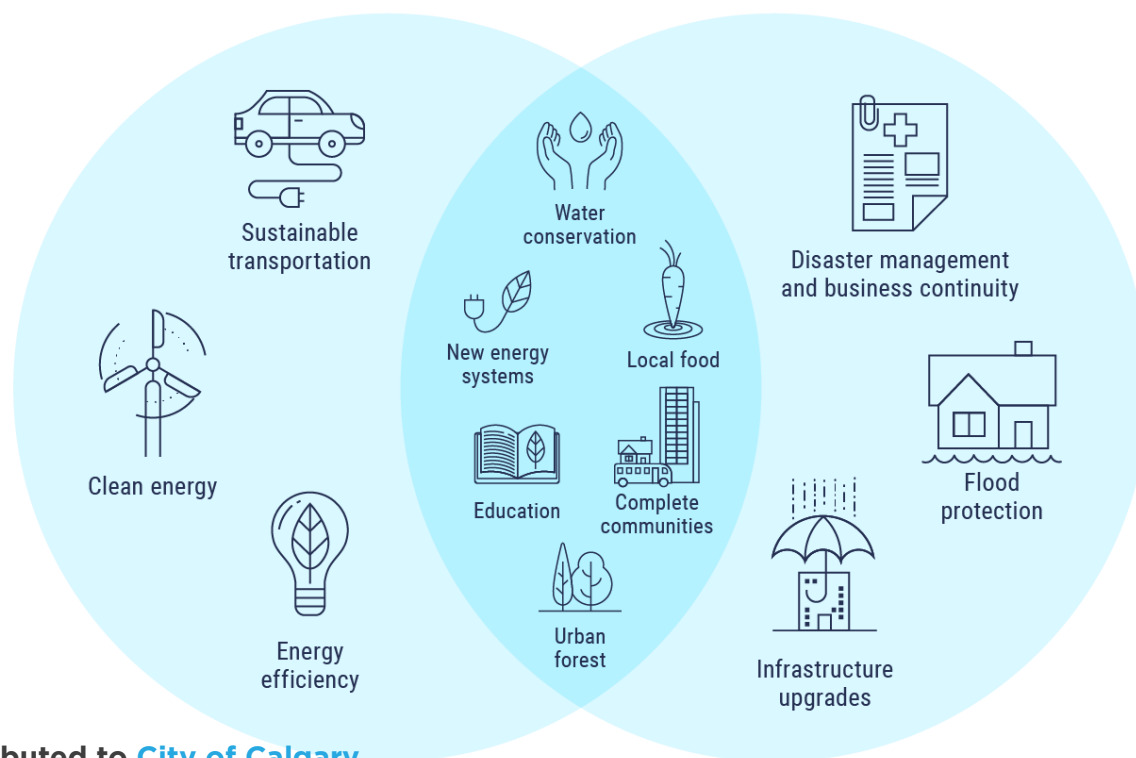 Sustainable
transportation
Clean energy
Energy
efficiency
Water
conservation
New energy
systems
Local food
Education
Complete
communities
Urban
forest
Disaster management
and business continuity
Flood
protection
Infrastructure
upgrades
to City of Calgary